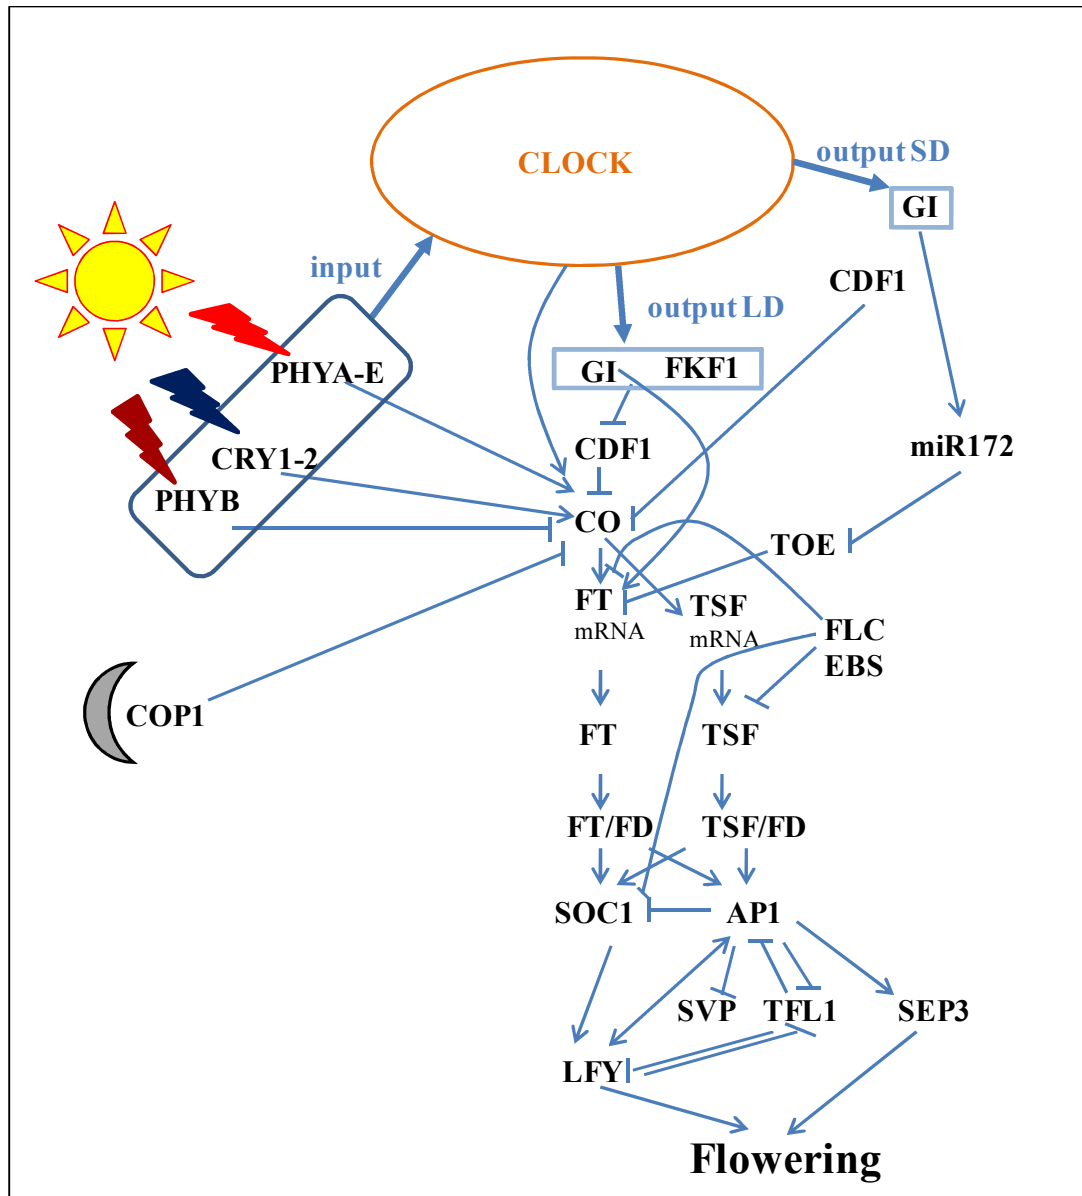 CLOCK
output SD
GI
input
CDF1
output LD
PHYA-E
GI FKF1
CRY1-2
CDF1
miR172
PHYB
CO
TOE
FT
mRNA
TSF
mRNA
FLC
EBS
COP1
FT
TSF
FT/FD
TSF/FD
SOC1
AP1
SVP
TFL1
SEP3
LFY
Flowering